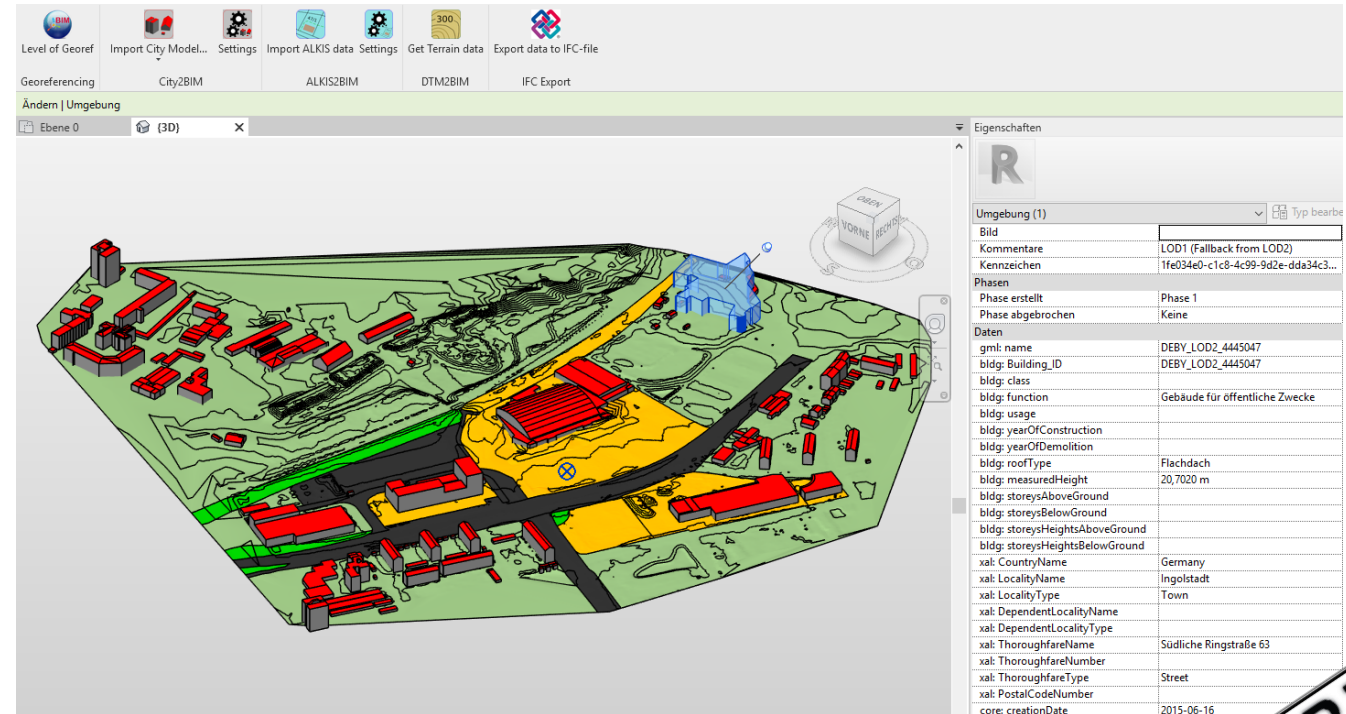 BIM
-300
Level of Georef Import City Model... Settings Import ALKIS data Settings Get Terrain data Export data to IFC-file
Georeferencing City2BIM ALKIS2BIM DTM2BIM IFC Export
Ändern | Umgebung
Ebene 0 {3D} X
OBEN
VORNE RECHTS
S
Eigenschaften
R
Umgebung (1) Typ bearbe
Bild
Kommentare LOD1 (Fallback from LOD2)
Kennzeichen 1fe034e0-c1c8-4c99-9d2e-dda34c3...
Phasen
Phase erstellt Phase 1
Phase abgebrochen Keine
Daten
gml: name DEBY_LOD2_4445047
bldg: Building_ID DEBY_LOD2_4445047
bldg: class
bldg: function Gebäude für öffentliche Zwecke
bldg: usage
bldg: yearOfConstruction
bldg: yearOfDemolition
bldg: roofType Flachdach
bldg: measuredHeight 20,7020 m
bldg: storeysAboveGround
bldg: storeysBelowGround
bldg: storeysHeightsAboveGround
bldg: storeysHeightsBelowGround
xal: CountryName Germany
xal: LocalityName Ingolstadt
xal: LocalityType Town
xal: DependentLocalityName
xal: DependentLocalityType
xal: ThoroughfareName Südliche Ringstraße 63
xal: ThoroughfareNumber
xal: ThoroughfareType Street
xal: PostalCodeNumber
core: creationDate 2015-06-16